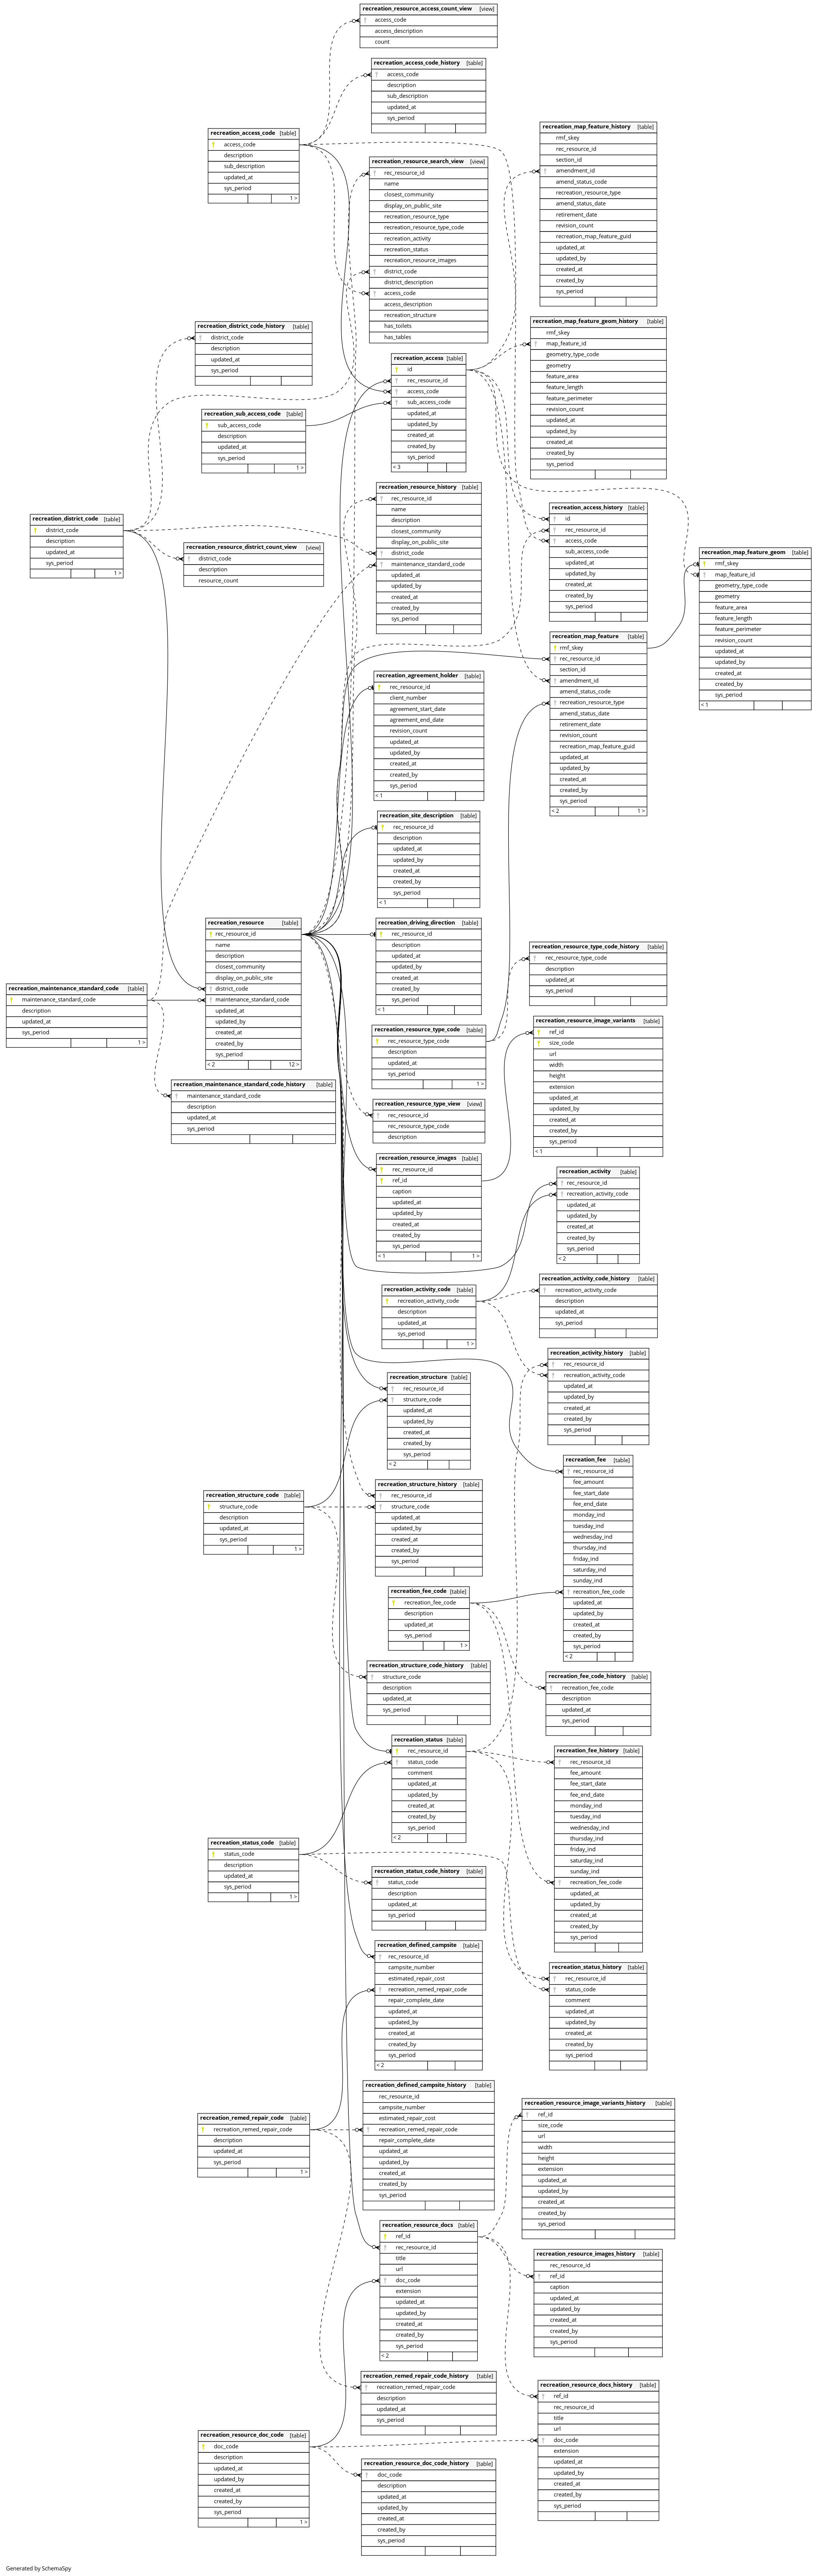 recreation_resource_access_count_view [view]
access_code
access_description
count
recreation_access_code_history [table]
access_code
description
sub_description
updated_at
sys_period
recreation_access_code [table]
access_code
description
sub_description
updated_at
sys_period
1 >
recreation_map_feature_history [table]
rmf_skey
rec_resource_id
section_id
amendment_id
amend_status_code
recreation_resource_type
amend_status_date
retirement_date
revision_count
recreation_map_feature_guid
updated_at
updated_by
created_at
created_by
sys_period
recreation_resource_search_view [view]
rec_resource_id
name
closest_community
display_on_public_site
recreation_resource_type
recreation_resource_type_code
recreation_activity
recreation_status
recreation_resource_images
district_code
district_description
access_code
access_description
recreation_structure
has_toilets
has_tables
recreation_district_code_history [table]
district_code
description
updated_at
sys_period
recreation_map_feature_geom_history [table]
rmf_skey
map_feature_id
geometry_type_code
geometry
feature_area
feature_length
feature_perimeter
revision_count
updated_at
updated_by
created_at
created_by
sys_period
recreation_access [table]
id
rec_resource_id
access_code
sub_access_code
updated_at
updated_by
created_at
created_by
sys_period
< 3
recreation_sub_access_code [table]
sub_access_code
description
updated_at
sys_period
1 >
recreation_resource_history [table]
rec_resource_id
name
description
closest_community
display_on_public_site
district_code
maintenance_standard_code
updated_at
updated_by
created_at
created_by
sys_period
recreation_access_history [table]
id
rec_resource_id
access_code
sub_access_code
updated_at
updated_by
created_at
created_by
sys_period
recreation_district_code [table]
district_code
description
updated_at
sys_period
1 >
recreation_resource_district_count_view [view]
district_code
description
resource_count
recreation_map_feature_geom [table]
rmf_skey
map_feature_id
geometry_type_code
geometry
feature_area
feature_length
feature_perimeter
revision_count
updated_at
updated_by
created_at
created_by
sys_period
< 1
recreation_map_feature [table]
rmf_skey
rec_resource_id
section_id
amendment_id
amend_status_code
recreation_resource_type
amend_status_date
retirement_date
revision_count
recreation_map_feature_guid
updated_at
updated_by
created_at
created_by
sys_period
< 2 1 >
recreation_agreement_holder [table]
rec_resource_id
client_number
agreement_start_date
agreement_end_date
revision_count
updated_at
updated_by
created_at
created_by
sys_period
< 1
recreation_site_description [table]
rec_resource_id
description
updated_at
updated_by
created_at
created_by
sys_period
< 1
recreation_resource [table]
rec_resource_id
name
description
closest_community
display_on_public_site
district_code
maintenance_standard_code
updated_at
updated_by
created_at
created_by
sys_period
< 2 12 >
recreation_driving_direction [table]
rec_resource_id
description
updated_at
updated_by
created_at
created_by
sys_period
< 1
recreation_resource_type_code_history [table]
rec_resource_type_code
description
updated_at
sys_period
recreation_maintenance_standard_code [table]
maintenance_standard_code
description
updated_at
sys_period
1 >
recreation_resource_type_code [table]
rec_resource_type_code
description
updated_at
sys_period
1 >
recreation_resource_image_variants [table]
ref_id
size_code
url
width
height
extension
updated_at
updated_by
created_at
created_by
sys_period
< 1
recreation_maintenance_standard_code_history [table]
maintenance_standard_code
description
updated_at
sys_period
recreation_resource_type_view [view]
rec_resource_id
rec_resource_type_code
description
recreation_resource_images [table]
rec_resource_id
ref_id
caption
updated_at
updated_by
created_at
created_by
sys_period
< 1 1 >
recreation_activity [table]
rec_resource_id
recreation_activity_code
updated_at
updated_by
created_at
created_by
sys_period
< 2
recreation_activity_code [table]
recreation_activity_code
description
updated_at
sys_period
1 >
recreation_activity_code_history [table]
recreation_activity_code
description
updated_at
sys_period
recreation_activity_history [table]
rec_resource_id
recreation_activity_code
updated_at
updated_by
created_at
created_by
sys_period
recreation_structure [table]
rec_resource_id
structure_code
updated_at
updated_by
created_at
created_by
sys_period
< 2
recreation_fee [table]
rec_resource_id
fee_amount
fee_start_date
fee_end_date
monday_ind
tuesday_ind
wednesday_ind
thursday_ind
friday_ind
saturday_ind
sunday_ind
recreation_fee_code
updated_at
updated_by
created_at
created_by
sys_period
< 2
recreation_structure_code [table]
structure_code
description
updated_at
sys_period
1 >
recreation_structure_history [table]
rec_resource_id
structure_code
updated_at
updated_by
created_at
created_by
sys_period
recreation_fee_code [table]
recreation_fee_code
description
updated_at
sys_period
1 >
recreation_structure_code_history [table]
structure_code
description
updated_at
sys_period
recreation_fee_code_history [table]
recreation_fee_code
description
updated_at
sys_period
recreation_status [table]
rec_resource_id
status_code
comment
updated_at
updated_by
created_at
created_by
sys_period
< 2
recreation_fee_history [table]
rec_resource_id
fee_amount
fee_start_date
fee_end_date
monday_ind
tuesday_ind
wednesday_ind
thursday_ind
friday_ind
saturday_ind
sunday_ind
recreation_fee_code
updated_at
updated_by
created_at
created_by
sys_period
recreation_status_code [table]
status_code
description
updated_at
sys_period
1 >
recreation_status_code_history [table]
status_code
description
updated_at
sys_period
recreation_defined_campsite [table]
rec_resource_id
campsite_number
estimated_repair_cost
recreation_remed_repair_code
repair_complete_date
updated_at
updated_by
created_at
created_by
sys_period
< 2
recreation_status_history [table]
rec_resource_id
status_code
comment
updated_at
updated_by
created_at
created_by
sys_period
recreation_defined_campsite_history [table]
rec_resource_id
campsite_number
estimated_repair_cost
recreation_remed_repair_code
repair_complete_date
updated_at
updated_by
created_at
created_by
sys_period
recreation_remed_repair_code [table]
recreation_remed_repair_code
description
updated_at
sys_period
1 >
recreation_resource_image_variants_history [table]
ref_id
size_code
url
width
height
extension
updated_at
updated_by
created_at
created_by
sys_period
recreation_resource_docs [table]
ref_id
rec_resource_id
title
url
doc_code
extension
updated_at
updated_by
created_at
created_by
sys_period
< 2
recreation_resource_images_history [table]
rec_resource_id
ref_id
caption
updated_at
updated_by
created_at
created_by
sys_period
recreation_remed_repair_code_history [table]
recreation_remed_repair_code
description
updated_at
sys_period
recreation_resource_docs_history [table]
ref_id
rec_resource_id
title
url
doc_code
extension
updated_at
updated_by
created_at
created_by
sys_period
recreation_resource_doc_code [table]
doc_code
description
updated_at
updated_by
created_at
created_by
sys_period
1 >
recreation_resource_doc_code_history [table]
doc_code
description
updated_at
updated_by
created_at
created_by
sys_period
Generated by SchemaSpy